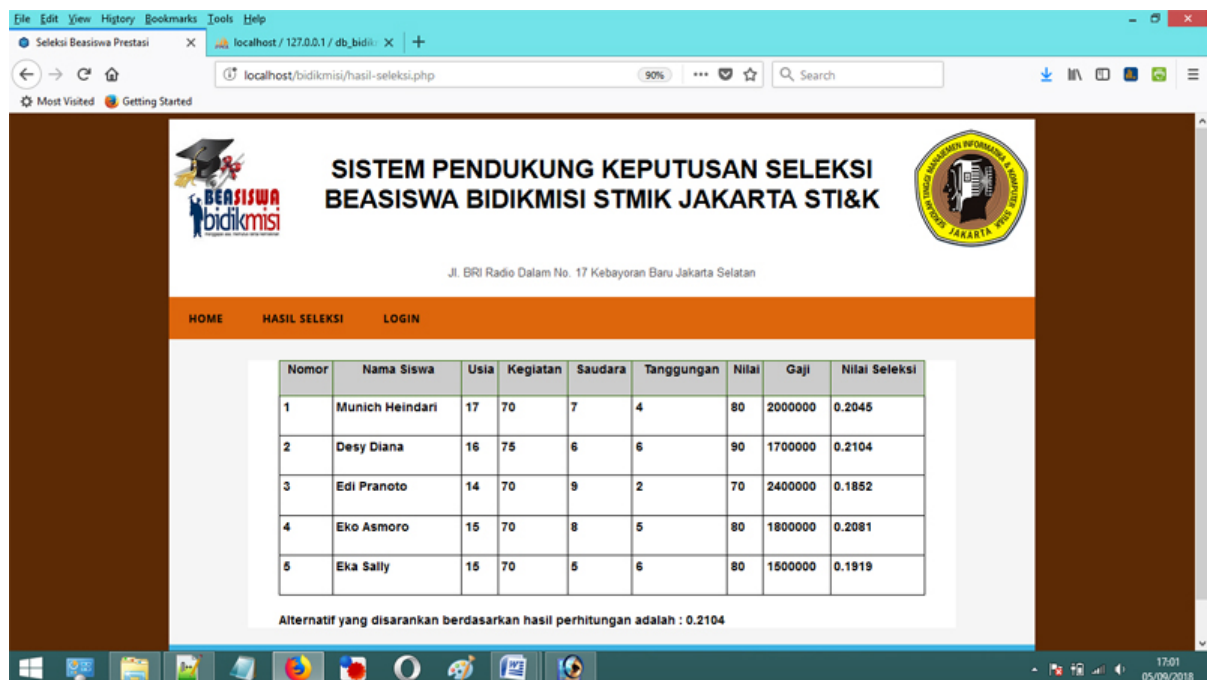 File Edit View History Bookmarks Tools Help
Seleksi Beasiswa Prestasi
localhost / 127.0.0.1 / db_bidik
localhost/bidikmisi/hasil-seleksi.php
90%
Search
Most Visited Getting Started
BEASISWA
bidikmisi
SISTEM PENDUKUNG KEPUTUSAN SELEKSI
BEASISWA BIDIKMISI STMIK JAKARTA STI&K
SEKOLAH TINGGI MANAJEMEN INFORMATIKA & KOMPUTER STI&K
JAKARTA
Jl. BRI Radio Dalam No. 17 Kebayoran Baru Jakarta Selatan
HOME HASIL SELEKSI LOGIN
Nomor Nama Siswa Usia Kegiatan Saudara Tanggungan Nilai Gaji Nilai Seleksi
1 Munich Heindari 17 70 7 4 80 2000000 0.2045
2 Desy Diana 16 75 6 6 90 1700000 0.2104
3 Edi Pranoto 14 70 9 2 70 2400000 0.1852
4 Eko Asmoro 15 70 8 5 80 1800000 0.2081
5 Eka Sally 15 70 5 6 80 1500000 0.1919
Alternatif yang disarankan berdasarkan hasil perhitungan adalah : 0.2104
17:01
05/09/2018